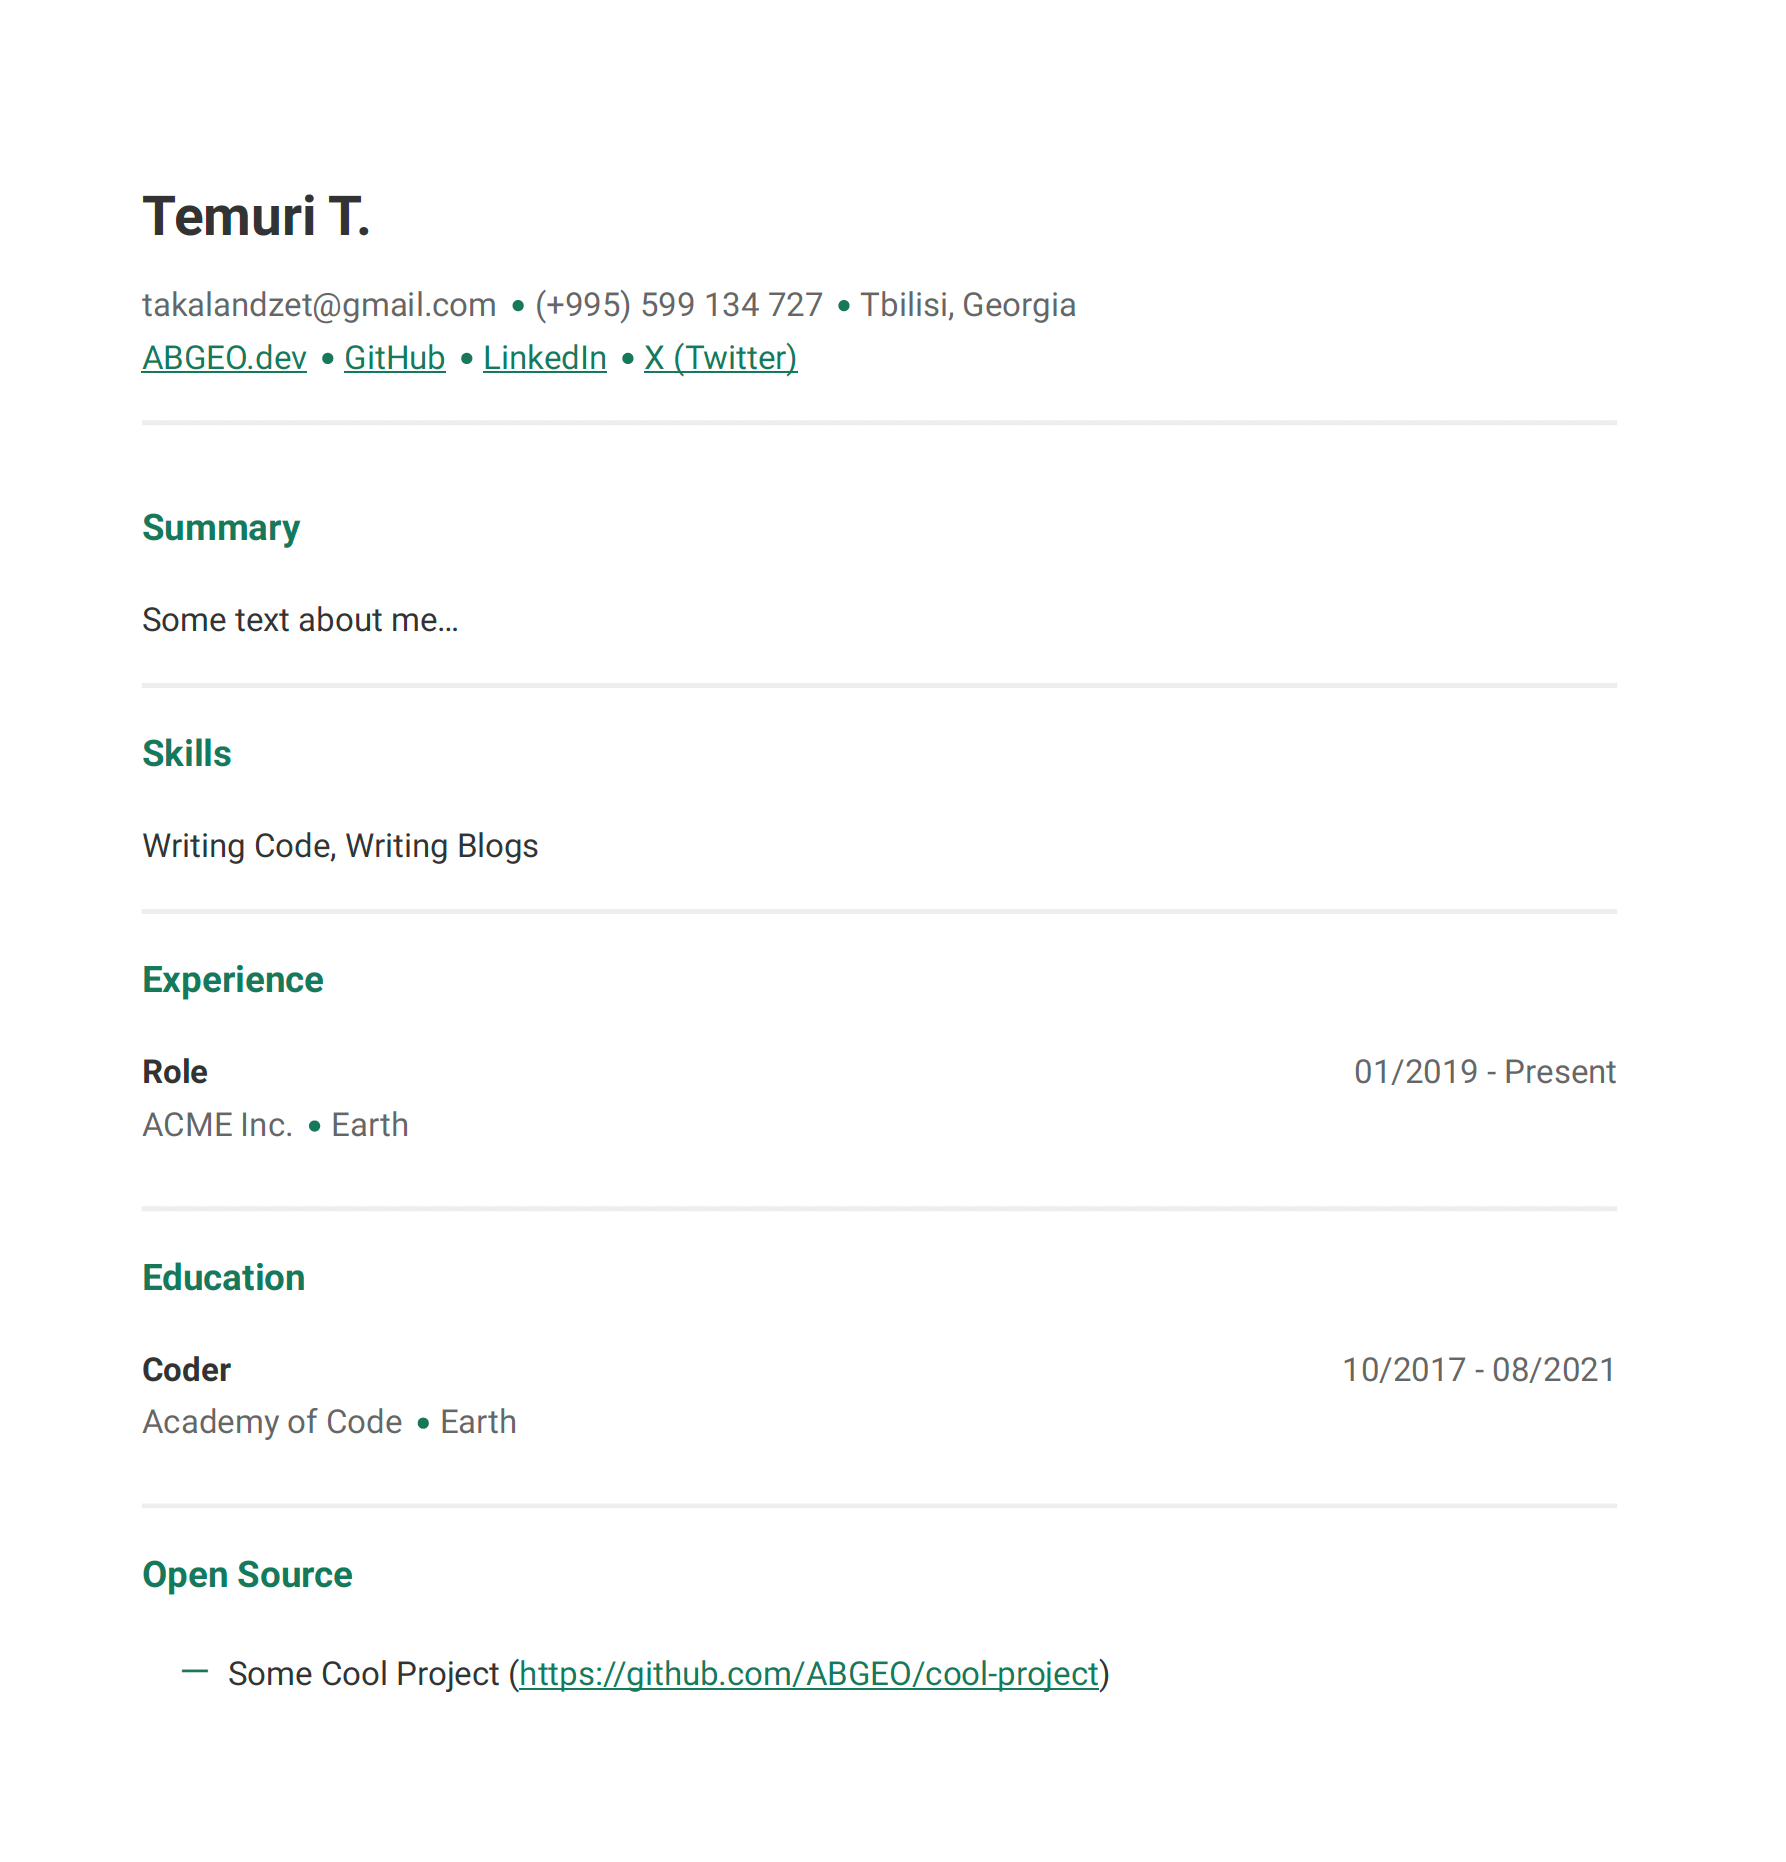 Temuri T.
takalandzet@gmail.com • (+995) 599 134 727 • Tbilisi, Georgia
ABGEO.dev • GitHub • LinkedIn • X (Twitter)
Summary
Some text about me…
Skills
Writing Code, Writing Blogs
Experience
Role 01/2019 - Present
ACME Inc. • Earth
Education
Coder 10/2017 - 08/2021
Academy of Code • Earth
Open Source
— Some Cool Project (https://github.com/ABGEO/cool-project)